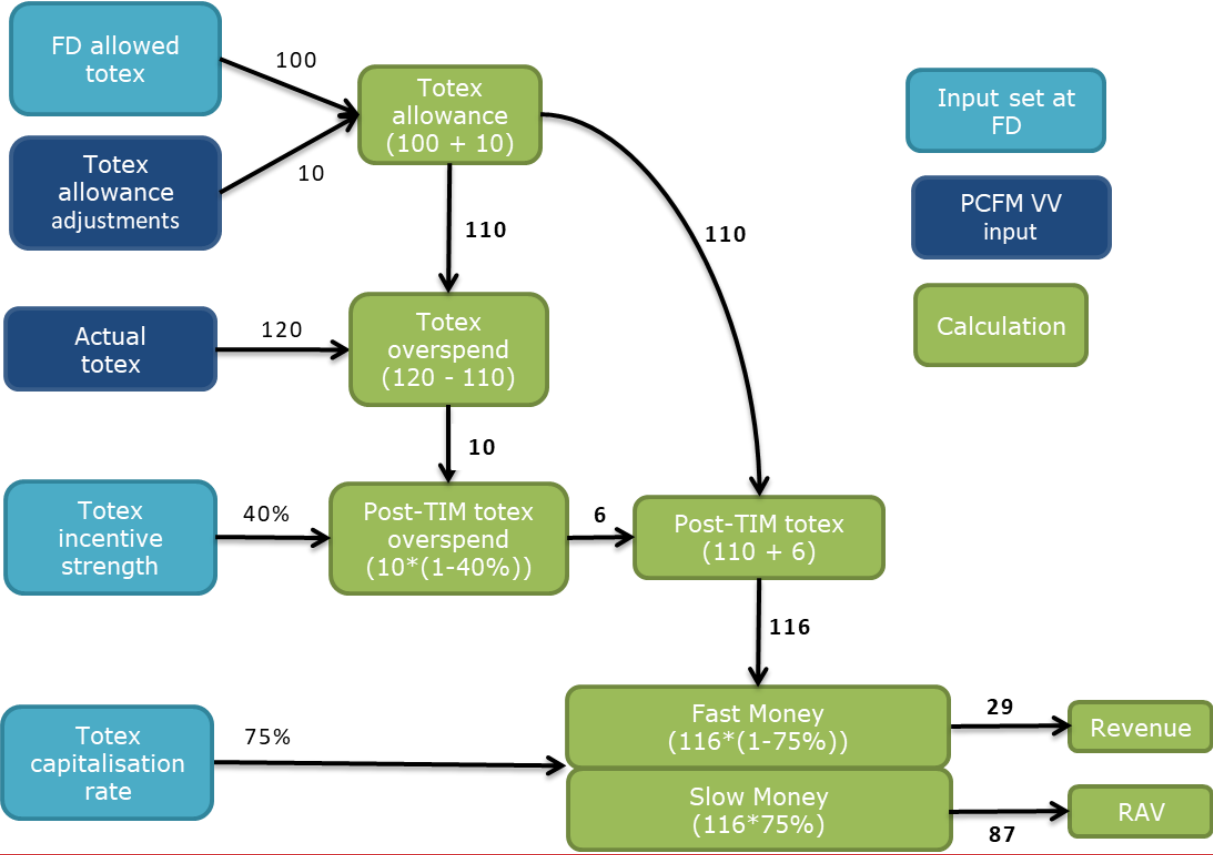 FD allowed
totex
100
Totex
allowance
(100 + 10)
Input set at
FD
Totex
allowance
adjustments
10
PCFM VV
input
110
110
Actual
totex
120
Totex
overspend
(120 - 110)
Calculation
10
Totex
incentive
strength
40%
Post-TIM totex
overspend
(10*(1-40%))
6
Post-TIM totex
(110 + 6)
116
Totex
capitalisation
rate
75%
Fast Money
(116*(1-75%))
29
Revenue
Slow Money
(116*75%)
87
RAV